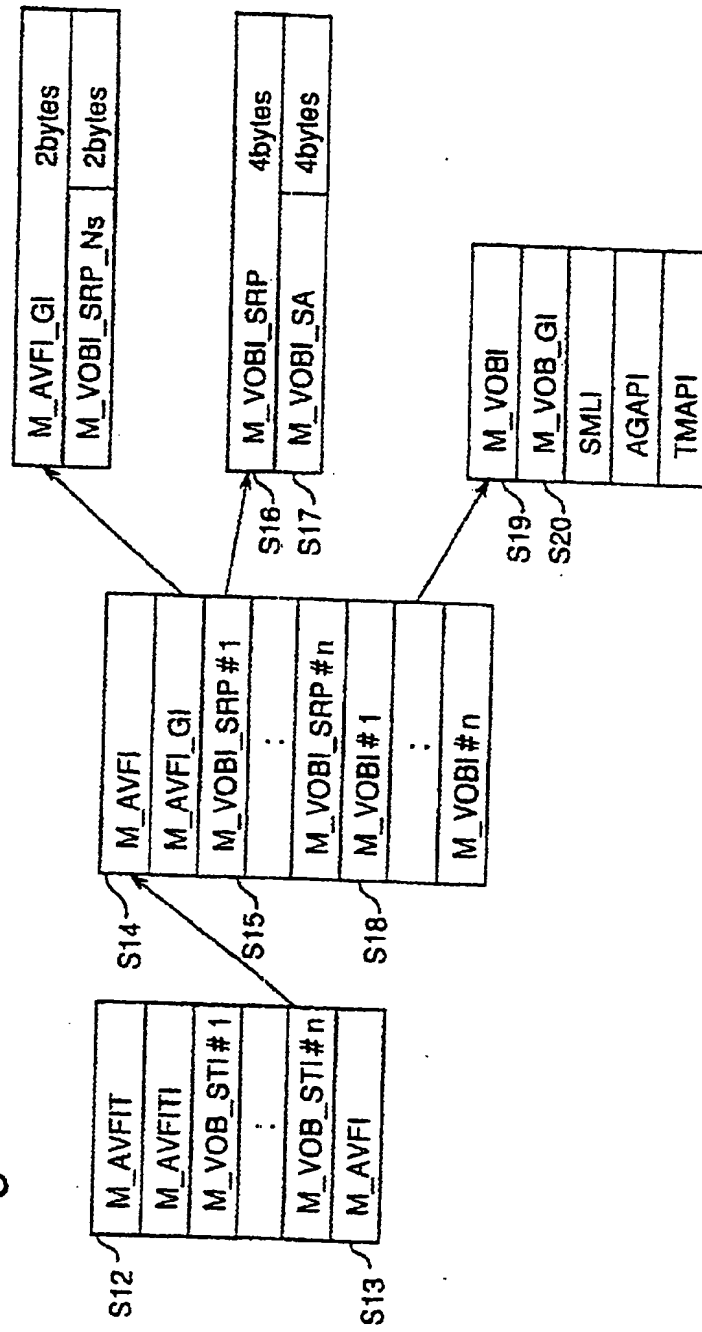 S12
M_AVFIT
M_AVFITI
M_VOB_STI#1
:
M_VOB_STI#n
S13
M_AVFI
S14
M_AVFI
M_AVFI_GI
S15
M_VOBI_SRP#1
:
M_VOBI_SRP#n
S18
M_VOBI#1
:
M_VOBI#n
M_AVFI_GI 2bytes
M_VOBI_SRP_Ns 2bytes
S16
M_VOBI_SRP 4bytes
S17
M_VOBI_SA 4bytes
S19
M_VOBI
S20
M_VOB_GI
SMLI
AGAPI
TMAPI